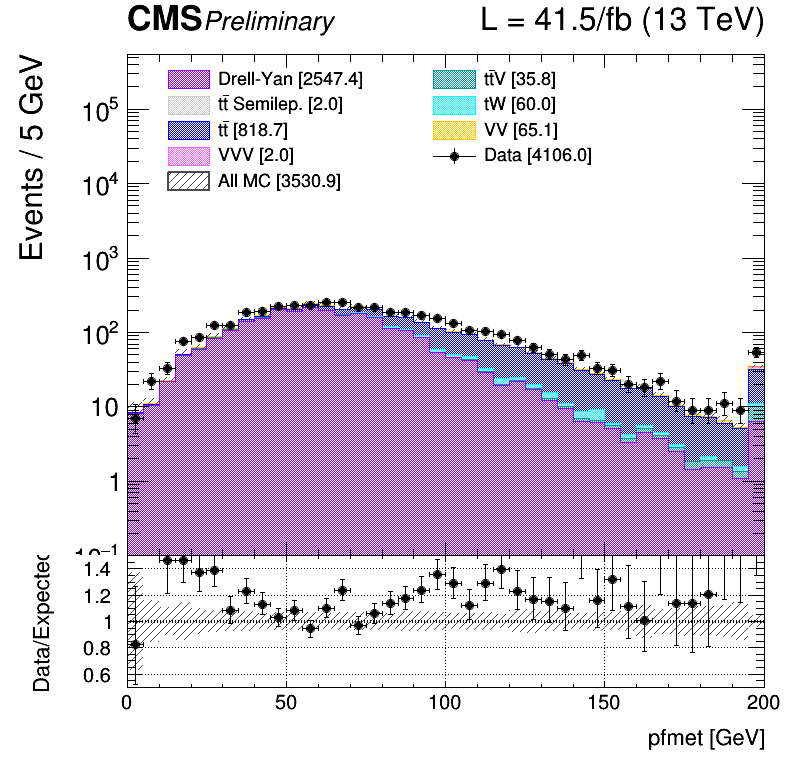 CMS Preliminary L = 41.5/fb (13 TeV)
Events / 5 GeV
Drell-Yan [2547.4]
tt̄ Semilep. [2.0]
tt̄ [818.7]
VVV [2.0]
All MC [3530.9]
tt̄V [35.8]
tW [60.0]
VV [65.1]
Data [4106.0]
10⁵
10⁴
10³
10²
10
1
10⁻¹
Data/Expected
1.4
1.2
1
0.8
0.6
0 50 100 150 200
pfmet [GeV]